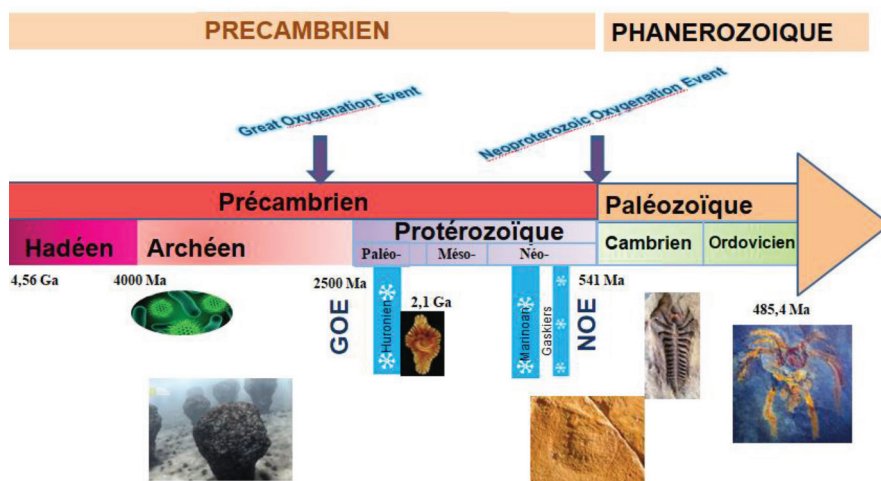 PRECAMBRIEN
PHANEROZOIQUE
Great Oxygenation Event
Neoproterozoic Oxygenation Event
Précambrien
Paléozoïque
Hadéen
Archéen
Protérozoïque
Cambrien
Ordovicien
Paléo-
Méso-
Néo-
4,56 Ga
4000 Ma
2500 Ma
GOE
Huronien
2,1 Ga
Marinoan
Gaskiers
541 Ma
NOE
485,4 Ma